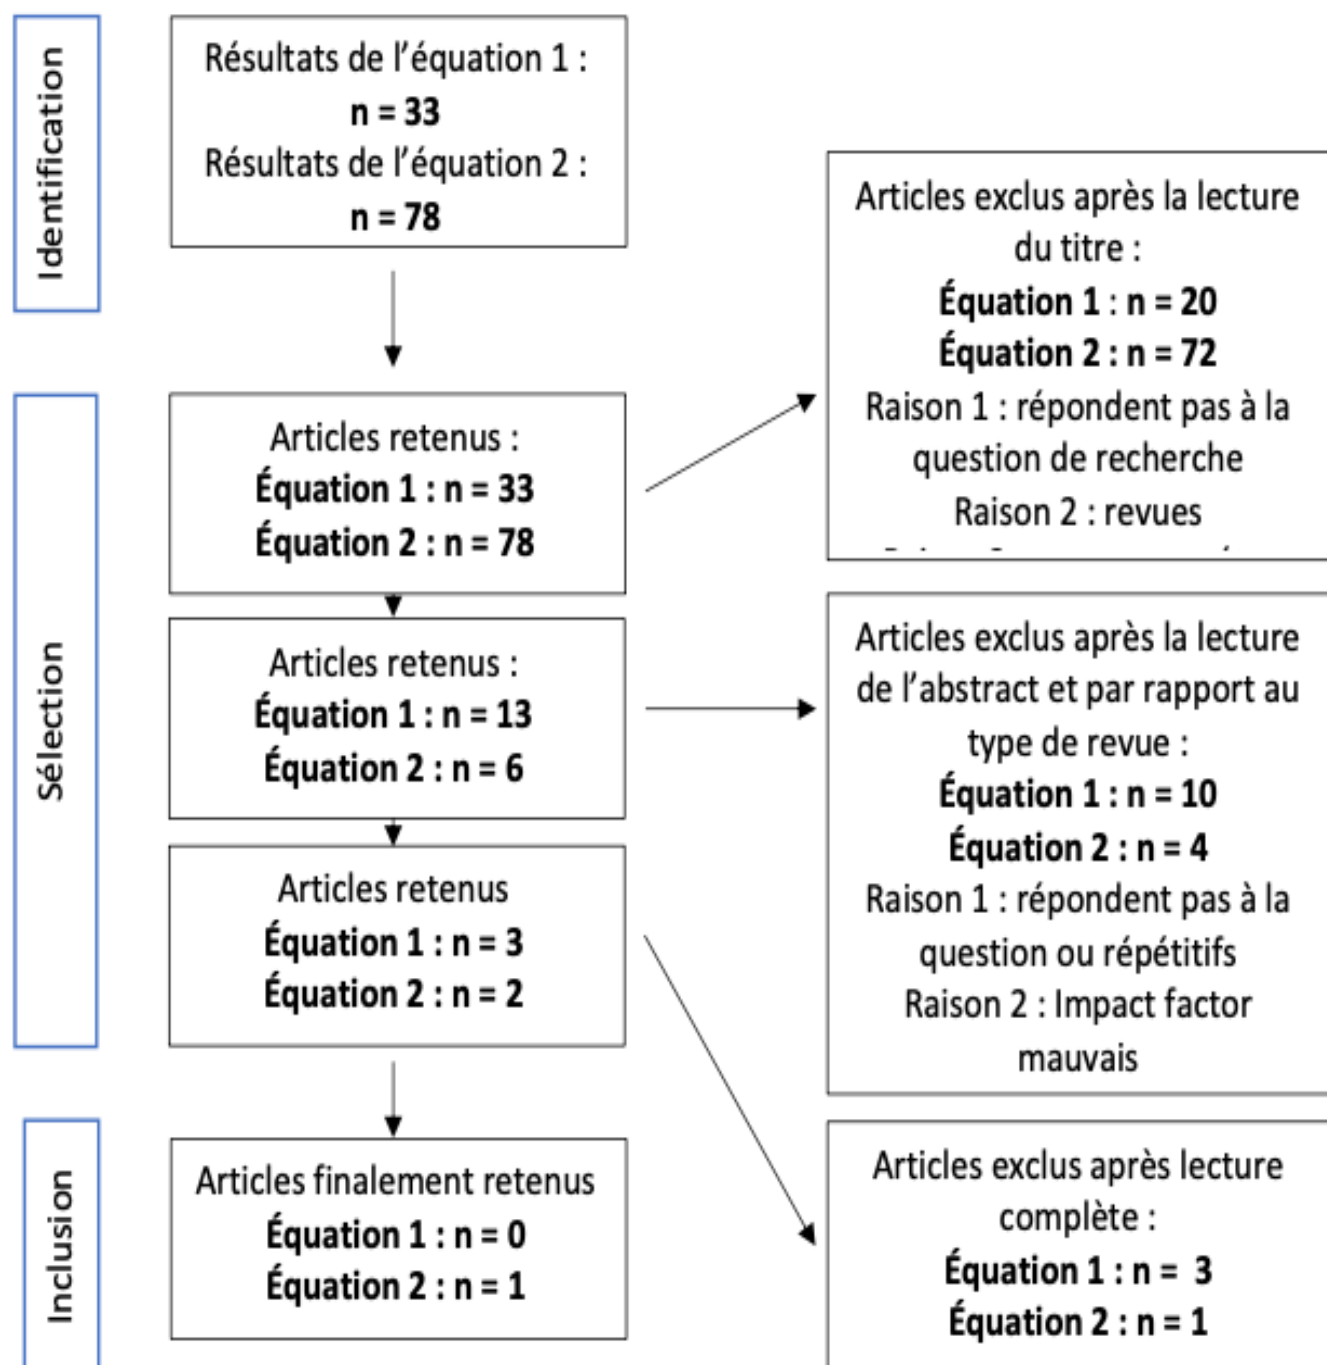 Identification
Résultats de l'équation 1 :
n = 33
Résultats de l'équation 2 :
n = 78
Articles exclus après la lecture
du titre :
Équation 1 : n = 20
Équation 2 : n = 72
Raison 1 : répondent pas à la
question de recherche
Raison 2 : revues
Sélection
Articles retenus :
Équation 1 : n = 33
Équation 2 : n = 78
Articles retenus :
Équation 1 : n = 13
Équation 2 : n = 6
Articles exclus après la lecture
de l'abstract et par rapport au
type de revue :
Équation 1 : n = 10
Équation 2 : n = 4
Raison 1 : répondent pas à la
question ou répétitifs
Raison 2 : Impact factor
mauvais
Articles retenus
Équation 1 : n = 3
Équation 2 : n = 2
Inclusion
Articles finalement retenus
Équation 1 : n = 0
Équation 2 : n = 1
Articles exclus après lecture
complète :
Équation 1 : n =  3
Équation 2 : n = 1